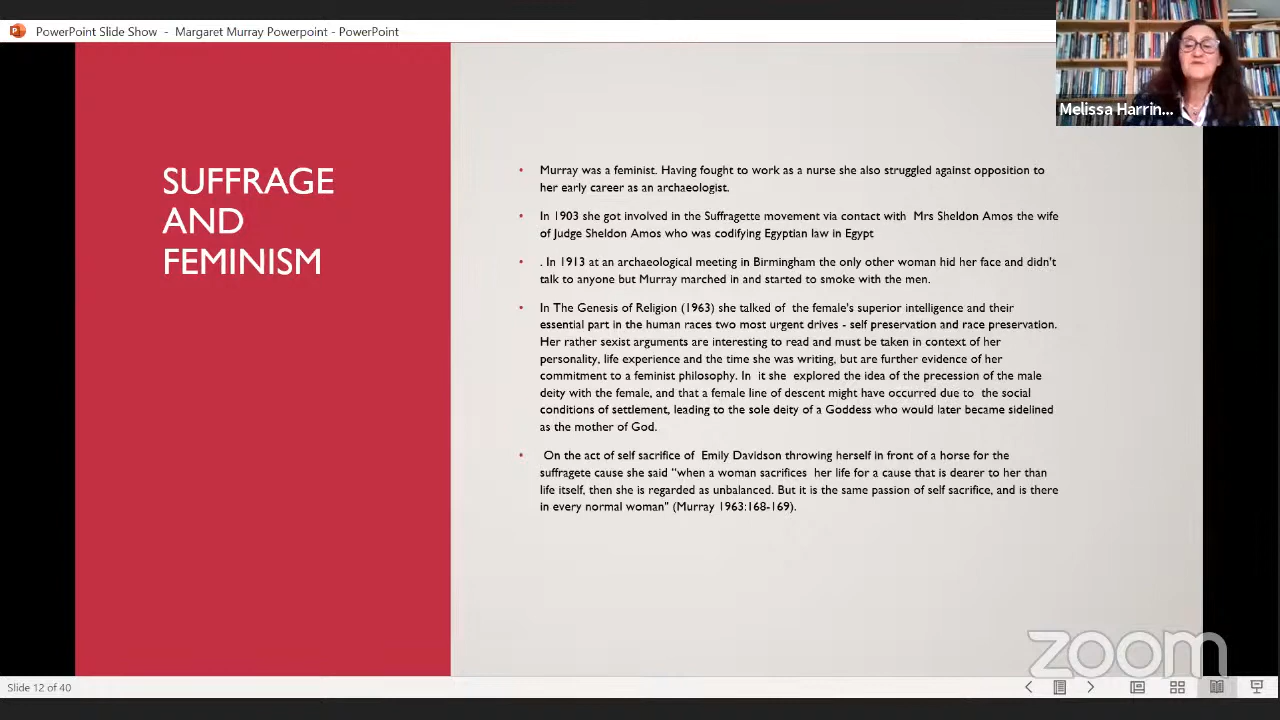 PowerPoint Slide Show - Margaret Murray Powerpoint - PowerPoint
Melissa Harrin...
SUFFRAGE
AND
FEMINISM
• Murray was a feminist. Having fought to work as a nurse she also struggled against opposition to
her early career as an archaeologist.
• In 1903 she got involved in the Suffragette movement via contact with Mrs Sheldon Amos the wife
of Judge Sheldon Amos who was codifying Egyptian law in Egypt
• . In 1913 at an archaeological meeting in Birmingham the only other woman hid her face and didn't
talk to anyone but Murray marched in and started to smoke with the men.
• In The Genesis of Religion (1963) she talked of the female's superior intelligence and their
essential part in the human races two most urgent drives - self preservation and race preservation.
Her rather sexist arguments are interesting to read and must be taken in context of her
personality, life experience and the time she was writing, but are further evidence of her
commitment to a feminist philosophy. In it she explored the idea of the precession of the male
deity with the female, and that a female line of descent might have occurred due to the social
conditions of settlement, leading to the sole deity of a Goddess who would later became sidelined
as the mother of God.
• On the act of self sacrifice of Emily Davidson throwing herself in front of a horse for the
suffragete cause she said "when a woman sacrifices her life for a cause that is dearer to her than
life itself, then she is regarded as unbalanced. But it is the same passion of self sacrifice, and is there
in every normal woman" (Murray 1963:168-169).
zoom
Slide 12 of 40